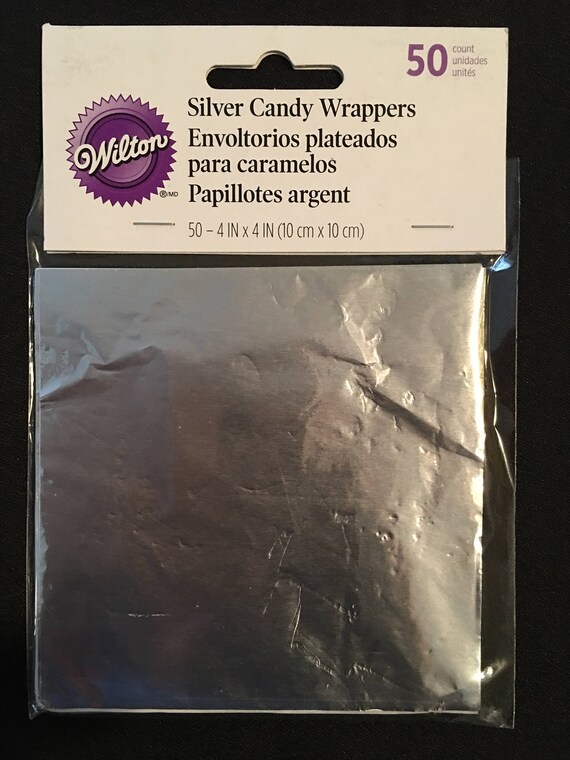 50 count
unidades
unités
Wilton
®/MD
Silver Candy Wrappers
Envoltorios plateados
para caramelos
Papillotes argent
50 – 4 IN x 4 IN (10 cm x 10 cm)